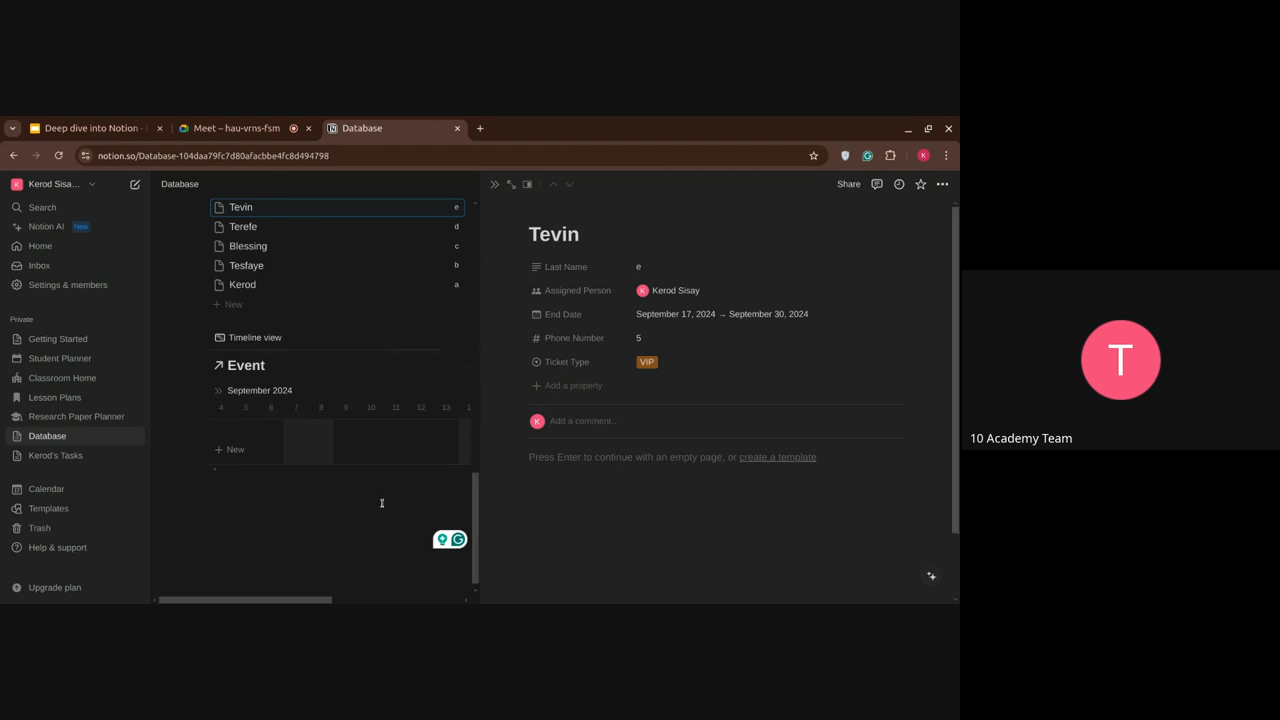 Deep dive into Notion -
Meet – hau-vrns-fsm
Database
notion.so/Database-104daa79fc7d80afacbbe4fc8d494798
K
K
Kerod Sisa...
Search
Notion AI New
Home
Inbox
Settings & members
Private
Getting Started
Student Planner
Classroom Home
Lesson Plans
Research Paper Planner
Database
Kerod's Tasks
Calendar
Templates
Trash
Help & support
Upgrade plan
Database
Tevin e
Terefe d
Blessing c
Tesfaye b
Kerod a
+ New
Timeline view
Event
September 2024
4 5 6 7 8 9 10 11 12 13 1
+ New
Share
Tevin
Last Name e
Assigned Person K Kerod Sisay
End Date September 17, 2024 → September 30, 2024
Phone Number 5
Ticket Type VIP
+ Add a property
K Add a comment...
Press Enter to continue with an empty page, or create a template
T
10 Academy Team